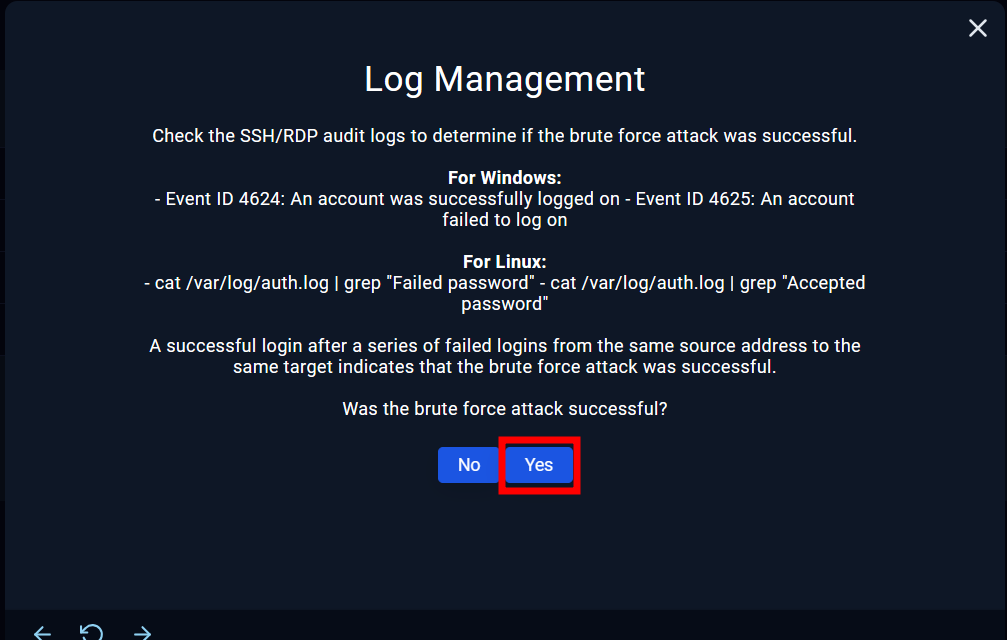 Log Management
Check the SSH/RDP audit logs to determine if the brute force attack was successful.
For Windows:
- Event ID 4624: An account was successfully logged on - Event ID 4625: An account
failed to log on
For Linux:
- cat /var/log/auth.log | grep "Failed password" - cat /var/log/auth.log | grep "Accepted
password"
A successful login after a series of failed logins from the same source address to the
same target indicates that the brute force attack was successful.
Was the brute force attack successful?
No Yes